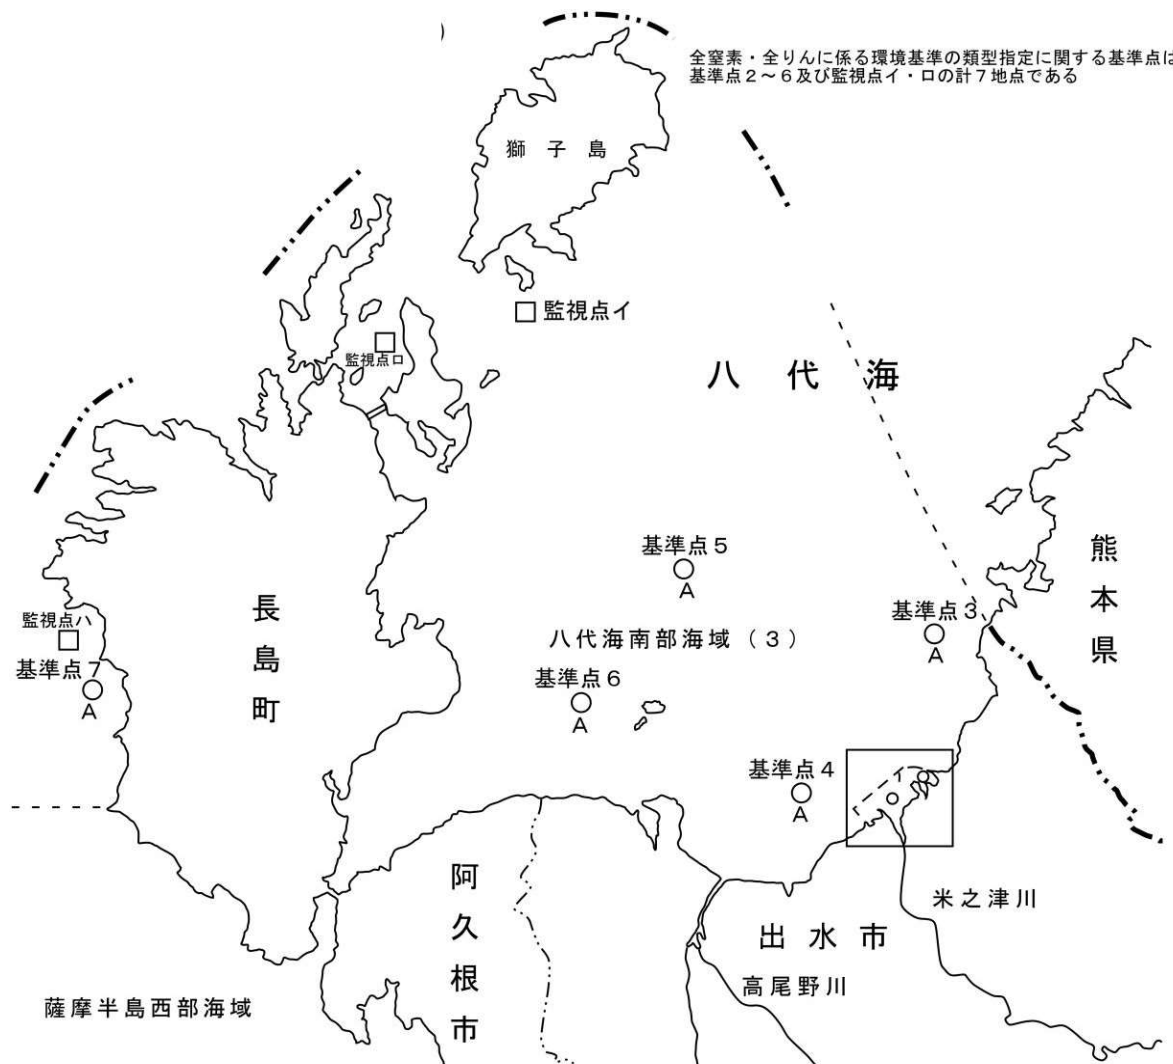 )
全窒素・全りんに係る環境基準の類型指定に関する基準点は
基準点２～６及び監視点イ・ロの計７地点である
獅子島
監視点イ
監視点ロ
八代海
基準点５
A
熊本県
長島町
監視点ハ
基準点７
A
八代海南部海域（３）
基準点３
A
基準点６
A
基準点４
A
阿久根市
米之津川
出水市
高尾野川
薩摩半島西部海域